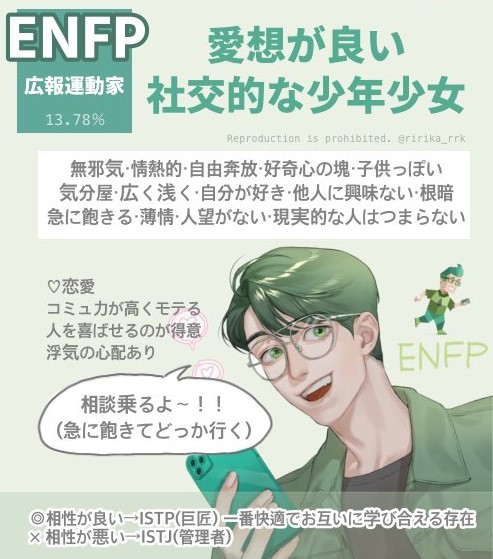 ENFP
広報運動家
13.78%
愛想が良い
社交的な少年少女
Reproduction is prohibited. @ririka_rrk
無邪気·情熱的·自由奔放·好奇心の塊·子供っぽい
気分屋·広く浅く·自分が好き·他人に興味ない·根暗
急に飽きる·薄情·人望がない·現実的な人はつまらない
♡恋愛
コミュ力が高くモテる
人を喜ばせるのが得意
浮気の心配あり
相談乗るよ～！！
(急に飽きてどっか行く)
ENFP
◎相性が良い→ISTP(巨匠) 一番快適でお互いに学び合える存在
×相性が悪い→ISTJ(管理者)